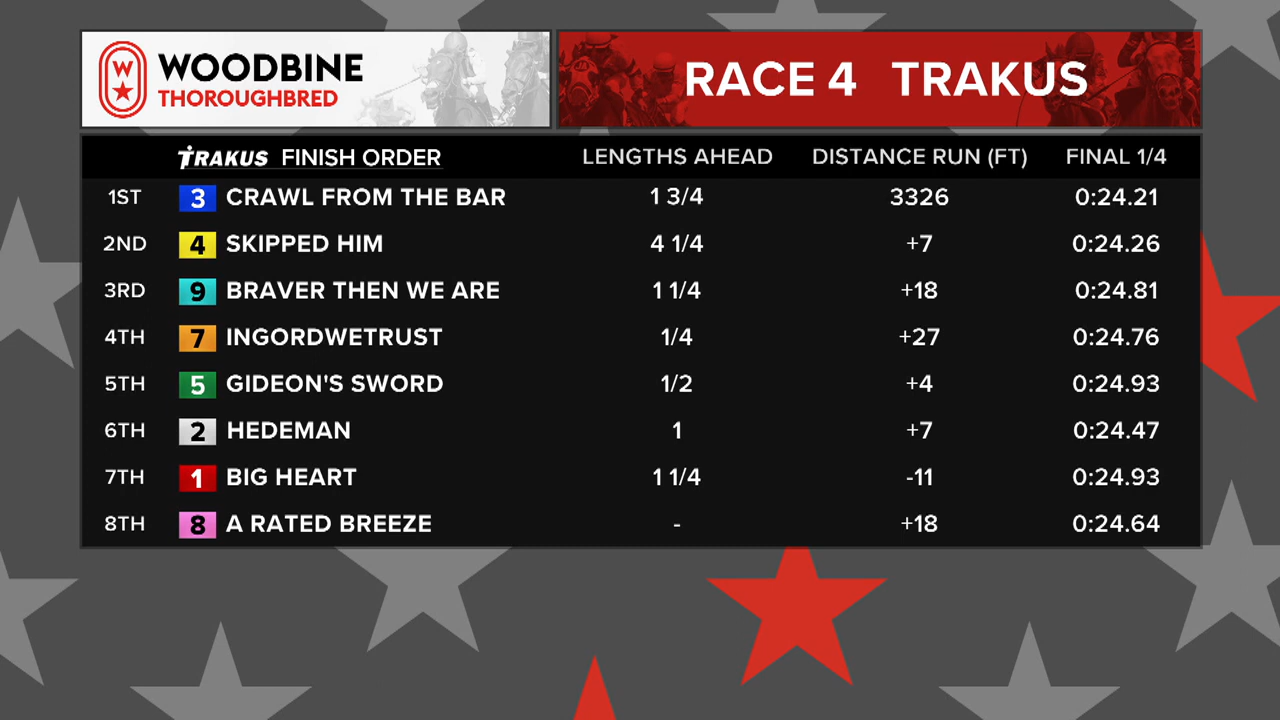 W WOODBINE
THOROUGHBRED
RACE 4 TRAKUS
TRAKUS FINISH ORDER LENGTHS AHEAD DISTANCE RUN (FT) FINAL 1/4
1ST 3 CRAWL FROM THE BAR 1 3/4 3326 0:24.21
2ND 4 SKIPPED HIM 4 1/4 +7 0:24.26
3RD 9 BRAVER THEN WE ARE 1 1/4 +18 0:24.81
4TH 7 INGORDWETRUST 1/4 +27 0:24.76
5TH 5 GIDEON'S SWORD 1/2 +4 0:24.93
6TH 2 HEDEMAN 1 +7 0:24.47
7TH 1 BIG HEART 1 1/4 -11 0:24.93
8TH 8 A RATED BREEZE - +18 0:24.64